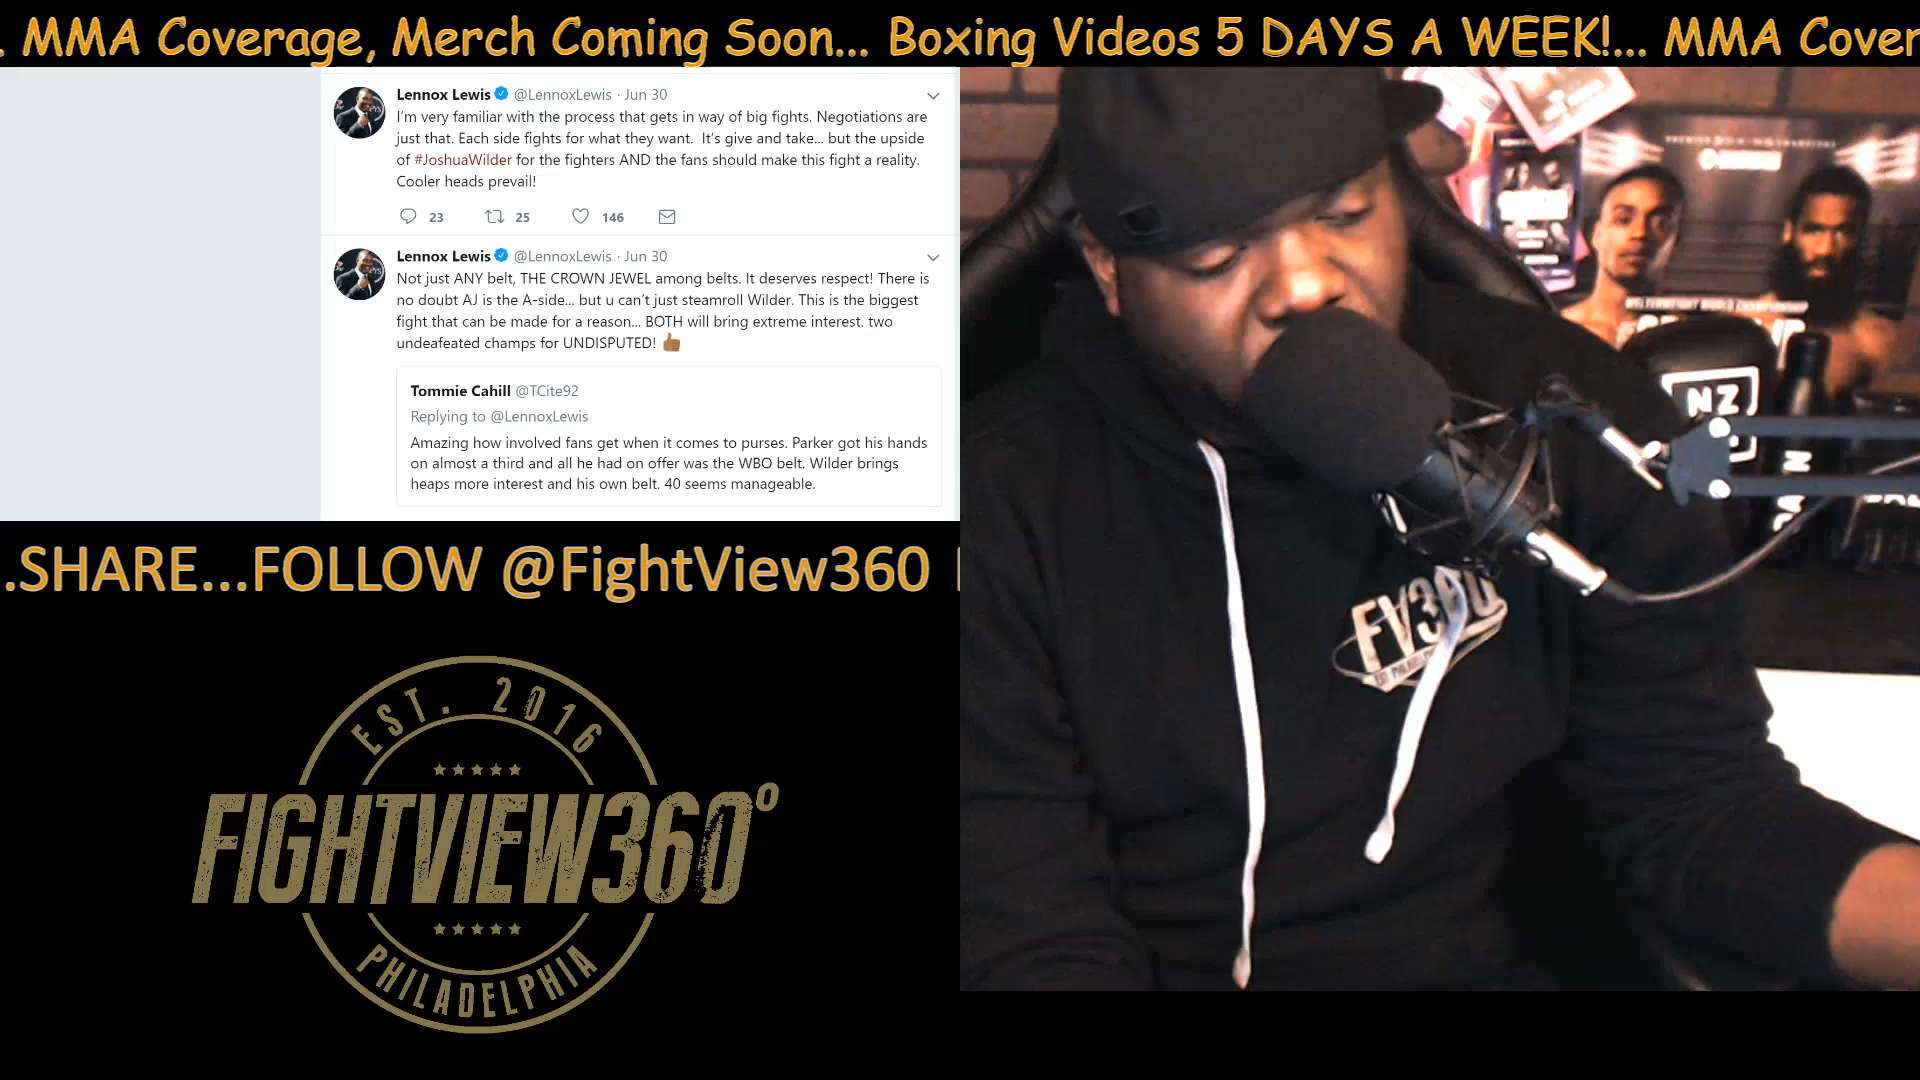 . MMA Coverage, Merch Coming Soon... Boxing Videos 5 DAYS A WEEK!... MMA Cover
Lennox Lewis @LennoxLewis · Jun 30
I'm very familiar with the process that gets in way of big fights. Negotiations are
just that. Each side fights for what they want. It's give and take... but the upside
of #JoshuaWilder for the fighters AND the fans should make this fight a reality.
Cooler heads prevail!
23 25 146
Lennox Lewis @LennoxLewis · Jun 30
Not just ANY belt, THE CROWN JEWEL among belts. It deserves respect! There is
no doubt AJ is the A-side... but u can't just steamroll Wilder. This is the biggest
fight that can be made for a reason... BOTH will bring extreme interest. two
undeafeated champs for UNDISPUTED!
Tommie Cahill @TCite92
Replying to @LennoxLewis
Amazing how involved fans get when it comes to purses. Parker got his hands
on almost a third and all he had on offer was the WBO belt. Wilder brings
heaps more interest and his own belt. 40 seems manageable.
.SHARE...FOLLOW @FightView360
EST. 2016
FIGHTVIEW360°
PHILADELPHIA
FV360
NZ